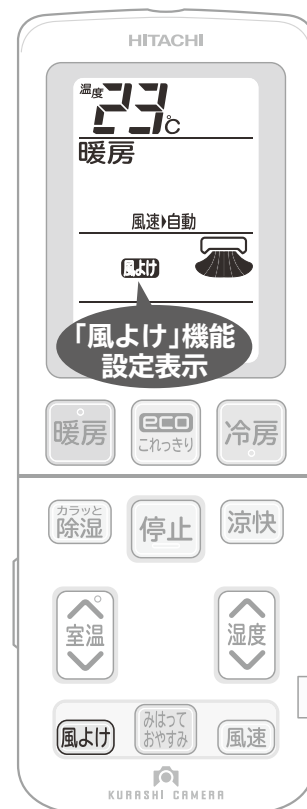 HITACHI
温度23℃
暖房
風速▶自動
風よけ
「風よけ」機能
設定表示
暖房
eco
これっきり
冷房
カラッと
除湿
停止
涼快
室温
湿度
風よけ
みはって
おやすみ
風速
KURASHI CAMERA